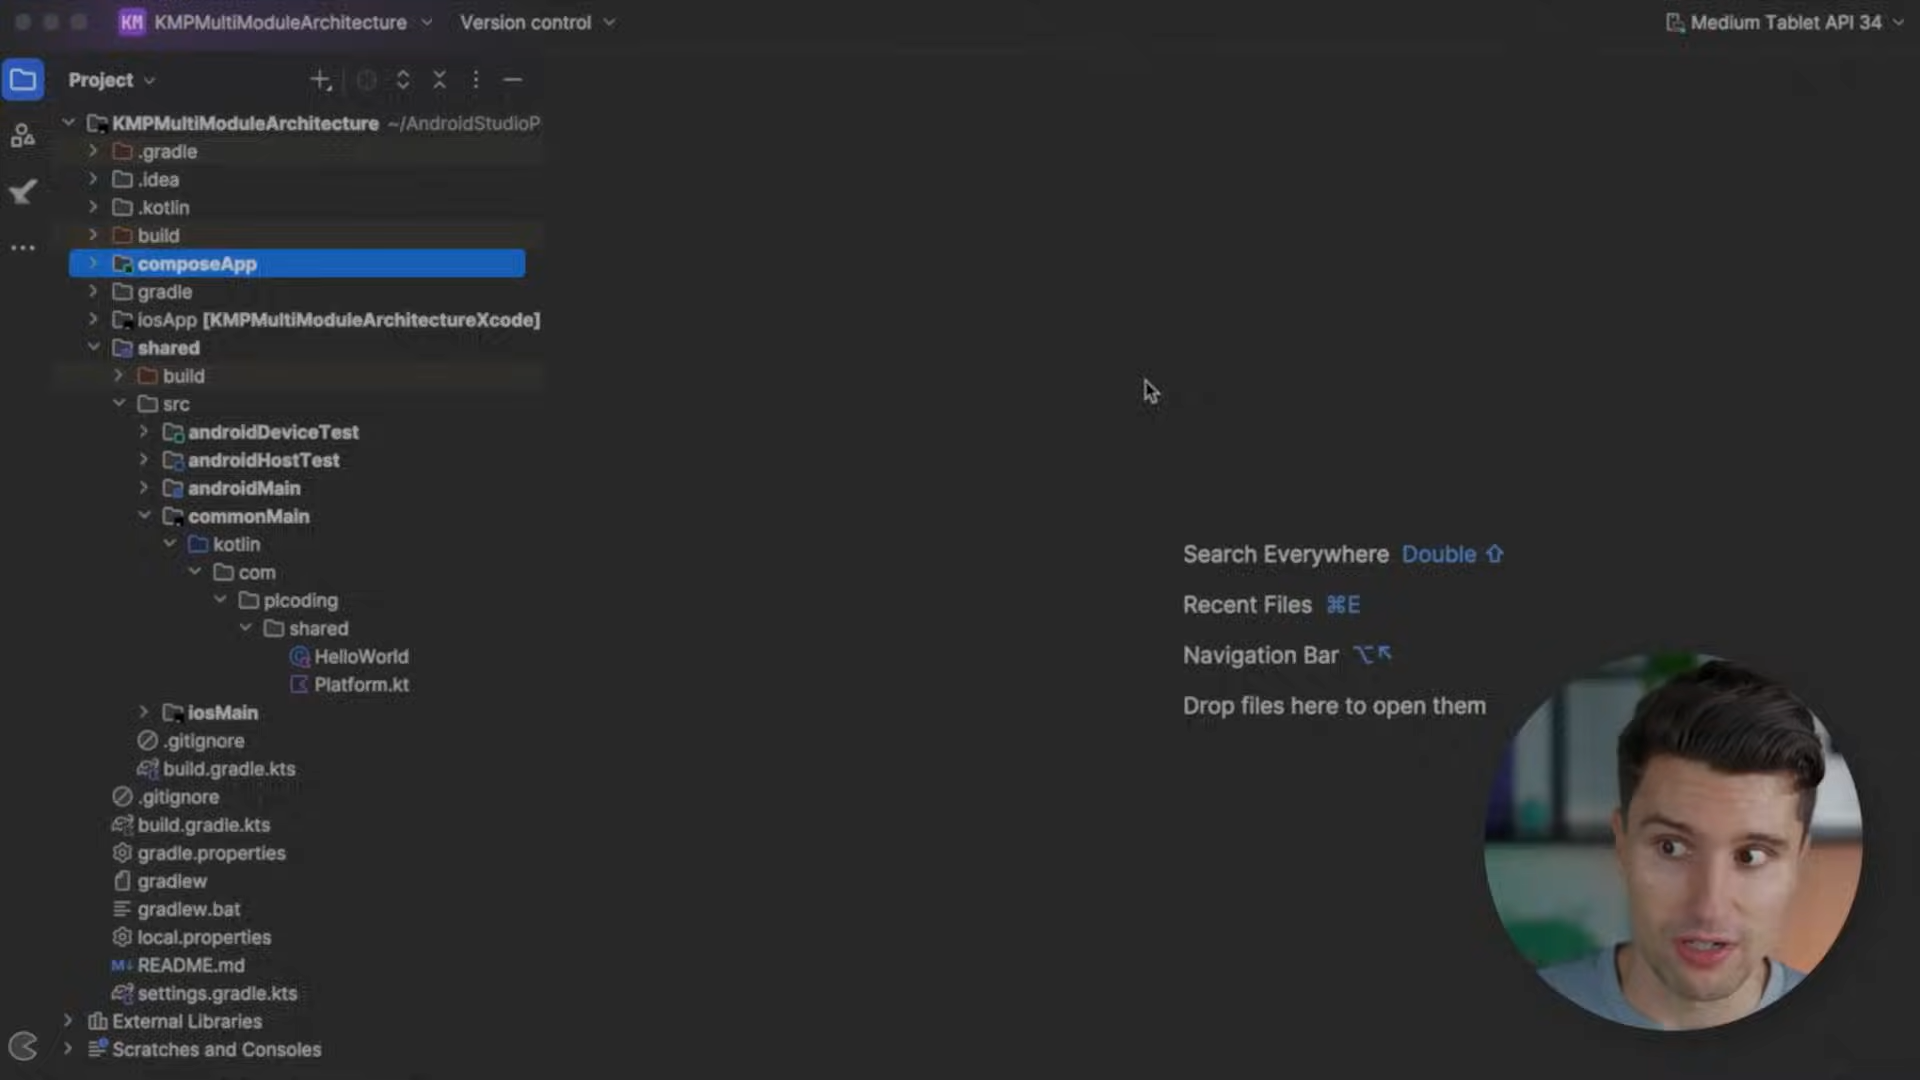 KM KMPMultiModuleArchitecture Version control Medium Tablet API 34
Project
KMPMultiModuleArchitecture ~/AndroidStudioP
.gradle
.idea
.kotlin
build
composeApp
gradle
iosApp [KMPMultiModuleArchitectureXcode]
shared
build
src
androidDeviceTest
androidHostTest
androidMain
commonMain
kotlin
com
plcoding
shared
HelloWorld
Platform.kt
iosMain
.gitignore
build.gradle.kts
.gitignore
build.gradle.kts
gradle.properties
gradlew
gradlew.bat
local.properties
M↓ README.md
settings.gradle.kts
External Libraries
Scratches and Consoles
Search Everywhere Double ⇧
Recent Files ⌘E
Navigation Bar ⌥↖
Drop files here to open them